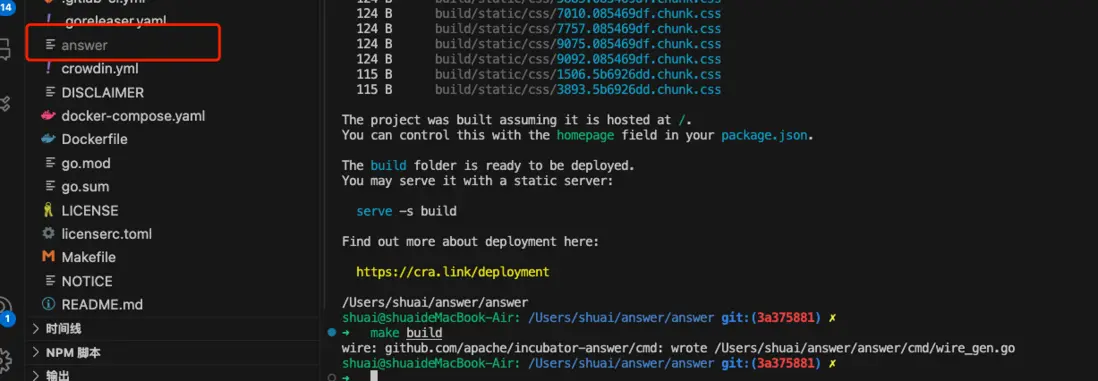 14
.gitlab-ci.yml
.goreleaser.yaml
answer
crowdin.yml
DISCLAIMER
docker-compose.yaml
Dockerfile
go.mod
go.sum
LICENSE
licenserc.toml
Makefile
NOTICE
README.md
1
时间线
NPM 脚本
输出
124 B
124 B build/static/css/7010.085469df.chunk.css
124 B build/static/css/7757.085469df.chunk.css
124 B build/static/css/9075.085469df.chunk.css
124 B build/static/css/9092.085469df.chunk.css
115 B build/static/css/1506.5b6926dd.chunk.css
115 B build/static/css/3893.5b6926dd.chunk.css
The project was built assuming it is hosted at /.
You can control this with the homepage field in your package.json.
The build folder is ready to be deployed.
You may serve it with a static server:
serve -s build
Find out more about deployment here:
https://cra.link/deployment
/Users/shuai/answer/answer
shuai@shuaideMacBook-Air: /Users/shuai/answer/answer git:(3a375881) ✗
➜ make build
wire: github.com/apache/incubator-answer/cmd: wrote /Users/shuai/answer/answer/cmd/wire_gen.go
shuai@shuaideMacBook-Air: /Users/shuai/answer/answer git:(3a375881) ✗
➜